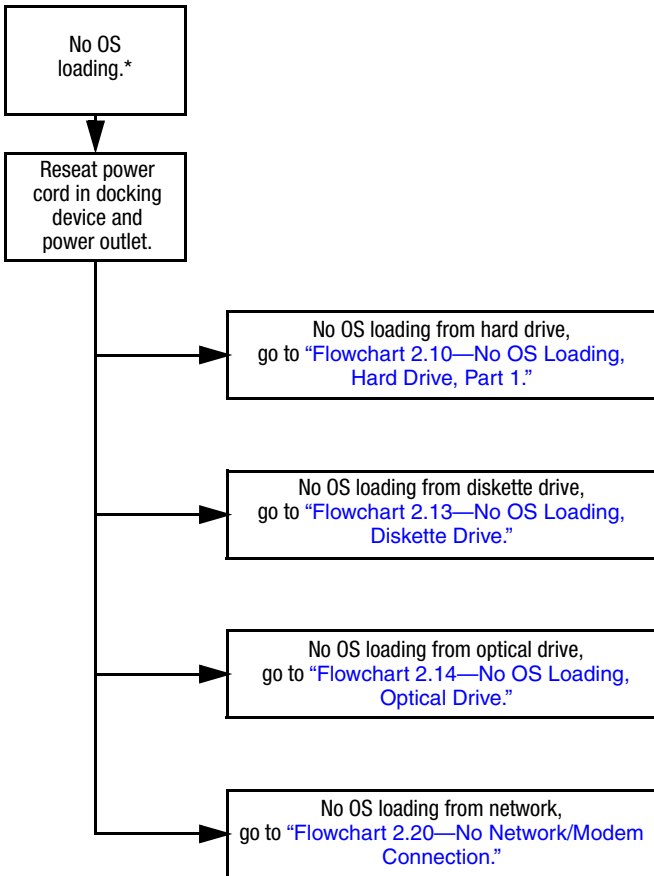 No OS
loading.*
Reseat power
cord in docking
device and
power outlet.
No OS loading from hard drive,
go to “Flowchart 2.10—No OS Loading,
Hard Drive, Part 1.”
No OS loading from diskette drive,
go to “Flowchart 2.13—No OS Loading,
Diskette Drive.”
No OS loading from optical drive,
go to “Flowchart 2.14—No OS Loading,
Optical Drive.”
No OS loading from network,
go to “Flowchart 2.20—No Network/Modem
Connection.”